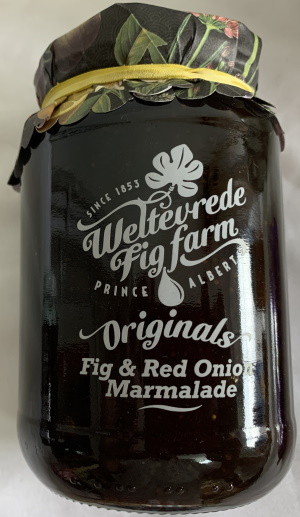 SINCE 1853
Weltevrede
Fig farm
PRINCE ALBERT
Originals
Fig & Red Onion
Marmalade